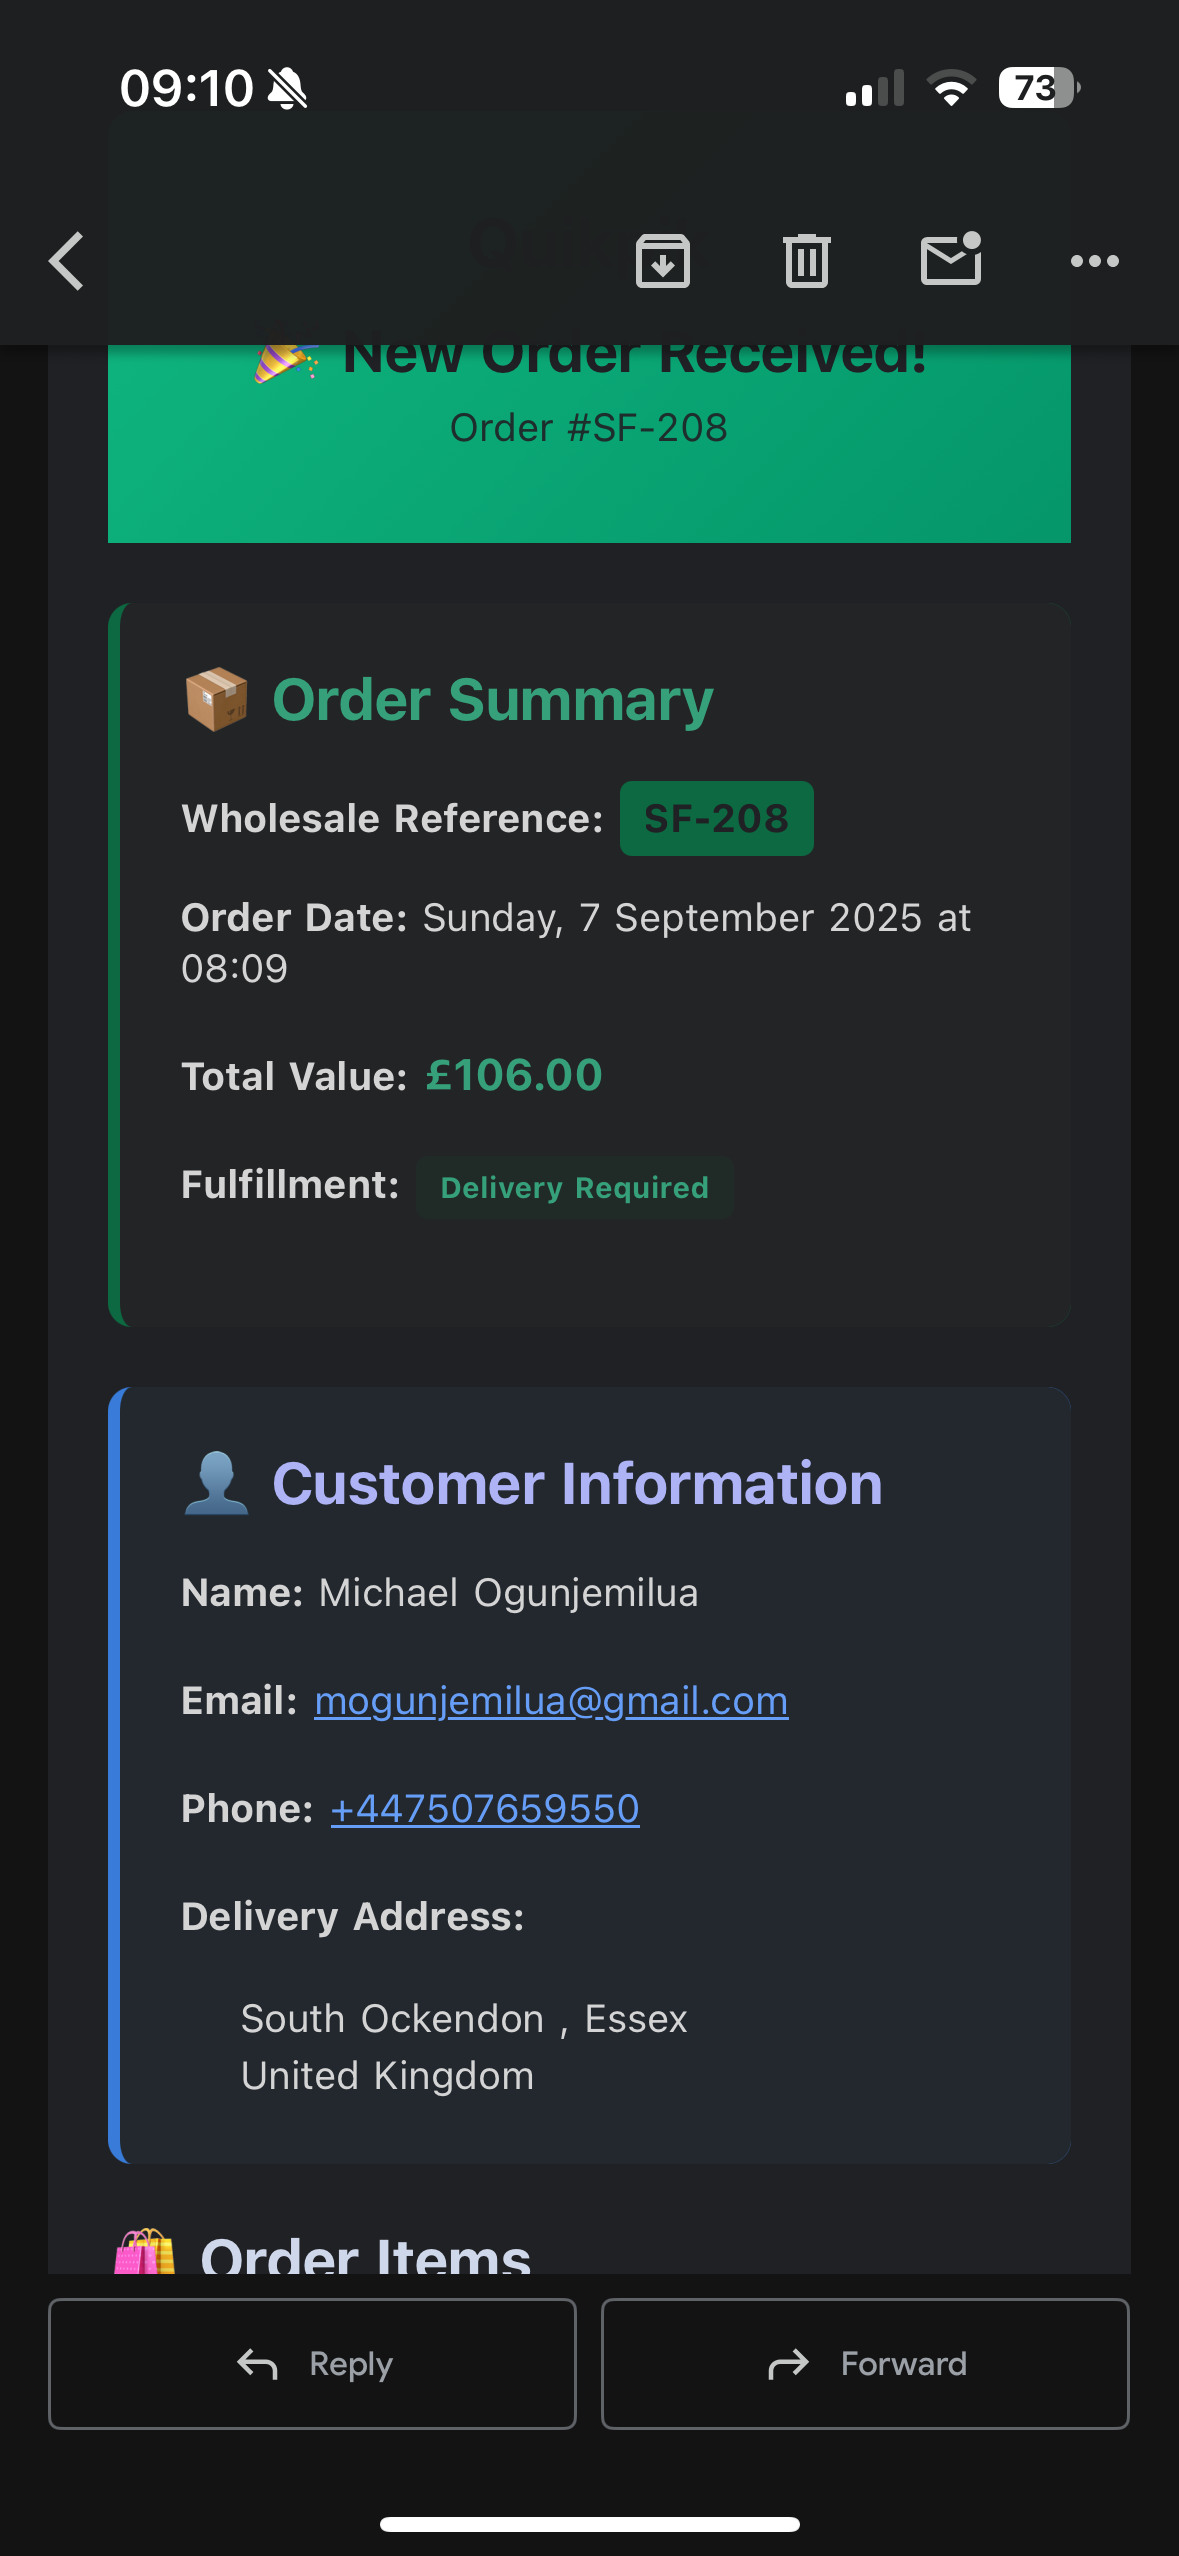 09:10
73
🎉 New Order Received!
Order #SF-208
📦 Order Summary
Wholesale Reference: SF-208
Order Date: Sunday, 7 September 2025 at
08:09
Total Value: £106.00
Fulfillment: Delivery Required
👤 Customer Information
Name: Michael Ogunjemilua
Email: mogunjemilua@gmail.com
Phone: +447507659550
Delivery Address:
South Ockendon , Essex
United Kingdom
🛍️ Order Items
Reply
Forward